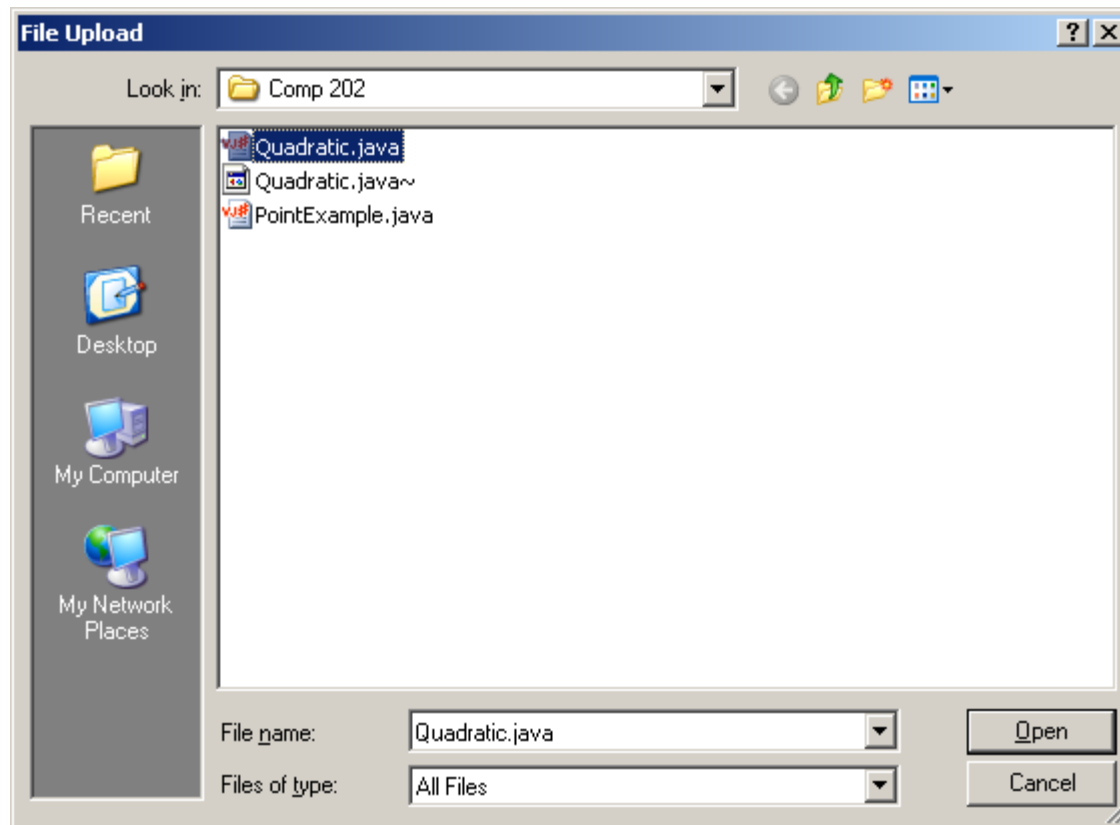 File Upload
Look in: Comp 202
Quadratic.java
Quadratic.java~
PointExample.java
Recent
Desktop
My Computer
My Network
Places
File name: Quadratic.java Open
Files of type: All Files Cancel